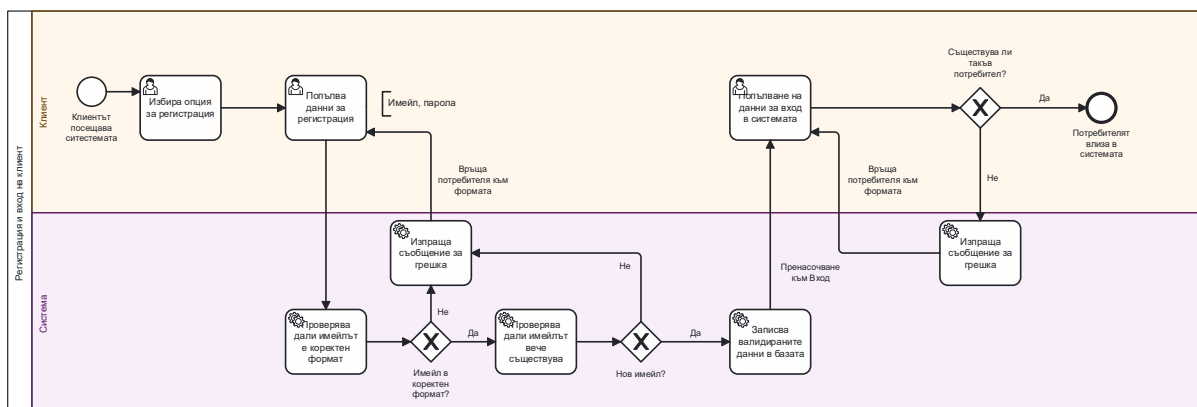 Регистрация и вход на клиент
Клиент
Клиентът
посещава
ситестемата
Избира опция
за регистрация
Попълва
данни за
регистрация
Имейл, парола
Връща
потребителя към
формата
Попълване на
данни за вход
в системата
Съществува ли
такъв
потребител?
Да
Потребителят
влиза в
системата
Връща
потребителя към
формата
Не
Система
Изпраща
съобщение за
грешка
Не
Проверява
дали имейлът
е коректен
формат
Не
Имейл в
коректен
формат?
Да
Проверява
дали имейлът
вече
съществува
Нов имейл?
Да
Записва
валидираните
данни в базата
Пренасочване
към Вход
Изпраща
съобщение за
грешка